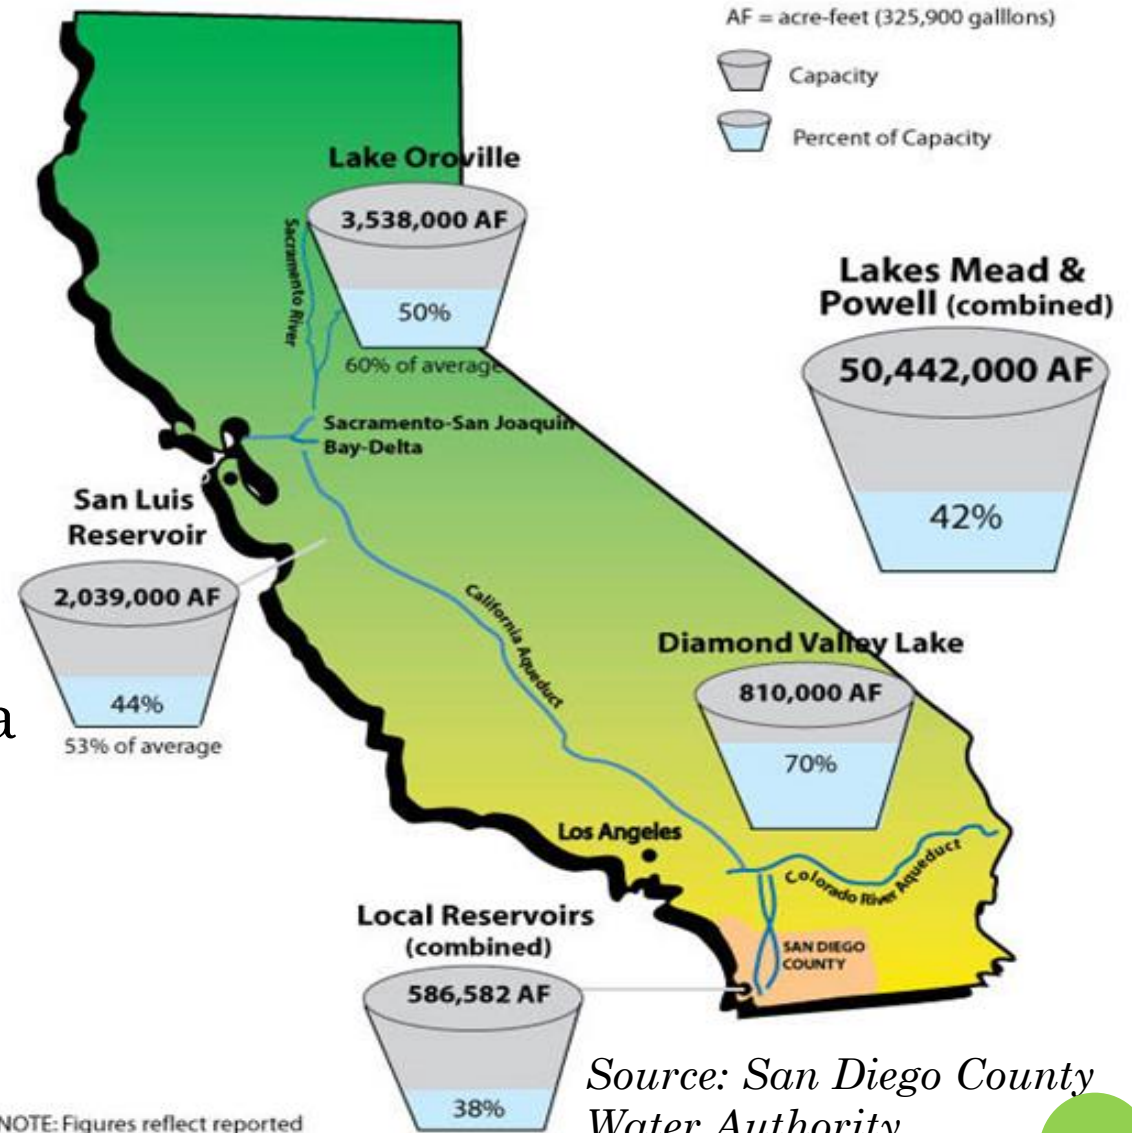 AF = acre-feet (325,900 galllons)
Capacity
Percent of Capacity
Lake Oroville
3,538,000 AF
50%
60% of average
Sacramento River
Lakes Mead &
Powell (combined)
50,442,000 AF
42%
Sacramento-San Joaquin
Bay-Delta
San Luis
Reservoir
2,039,000 AF
44%
53% of average
a
California Aqueduct
Diamond Valley Lake
810,000 AF
70%
Los Angeles
Colorado River Aqueduct
Local Reservoirs
(combined)
586,582 AF
38%
SAN DIEGO
COUNTY
Source: San Diego County
Water Authority
NOTE: Figures reflect reported